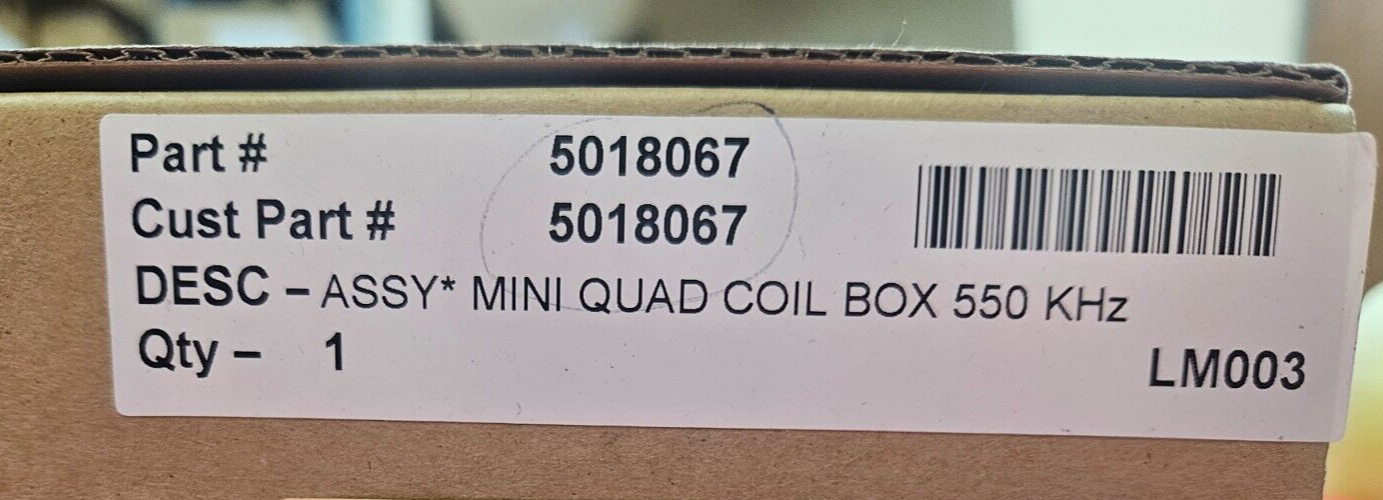 Part # 5018067
Cust Part # 5018067
DESC – ASSY* MINI QUAD COIL BOX 550 KHz
Qty – 1
LM003